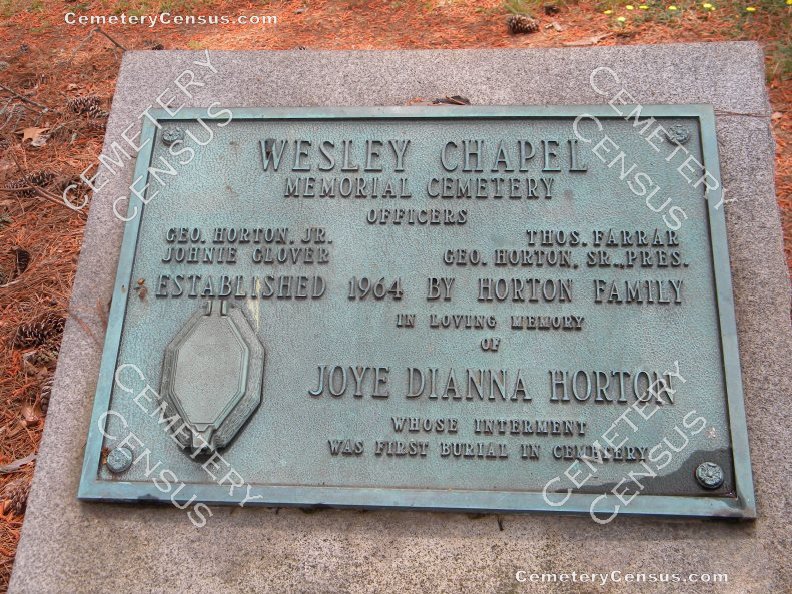 CemeteryCensus.com
CEMETERY CENSUS
CEMETERY CENSUS
WESLEY CHAPEL
MEMORIAL CEMETERY
OFFICERS
GEO. HORTON, JR. THOS. FARRAR
JOHNIE GLOVER GEO. HORTON, SR., PRES.
ESTABLISHED 1964 BY HORTON FAMILY
IN LOVING MEMORY
OF
JOYE DIANNA HORTON
WHOSE INTERMENT
WAS FIRST BURIAL IN CEMETERY
CEMETERY CENSUS
CEMETERY CENSUS
CemeteryCensus.com